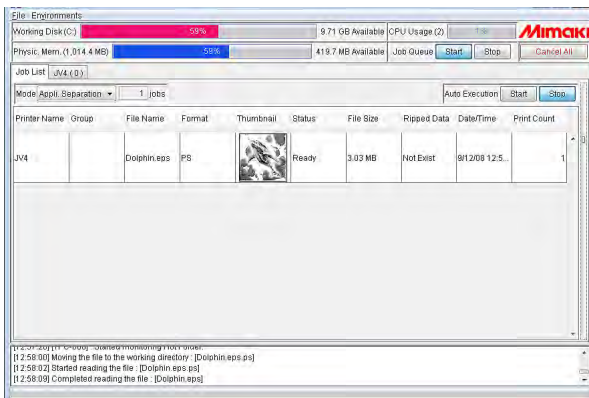 File Environments
Working Disk(C:) 59% 9.71 GB Available CPU Usage.(2) Mimaki
Physic. Mem. (1,014.4 MB) 59% 419.7 MB Available Job Queue Start Stop Cancel All
Job List JV4 ( 0 )
Mode Appli. Separation 1 jobs Auto Execution Start Stop
Printer Name Group File Name Format Thumbnail Status File Size Ripped Data Date/Time Print Count
JV4 Dolphin.eps PS Ready 3.03 MB Not Exist 9/12/08 12:5... 1
Started monitoring Hot Folder.
[12:58:00] Moving the file to the working directory : [Dolphin.eps.ps]
[12:58:02] Started reading the file : [Dolphin.eps.ps]
[12:58:09] Completed reading the file : [Dolphin.eps]